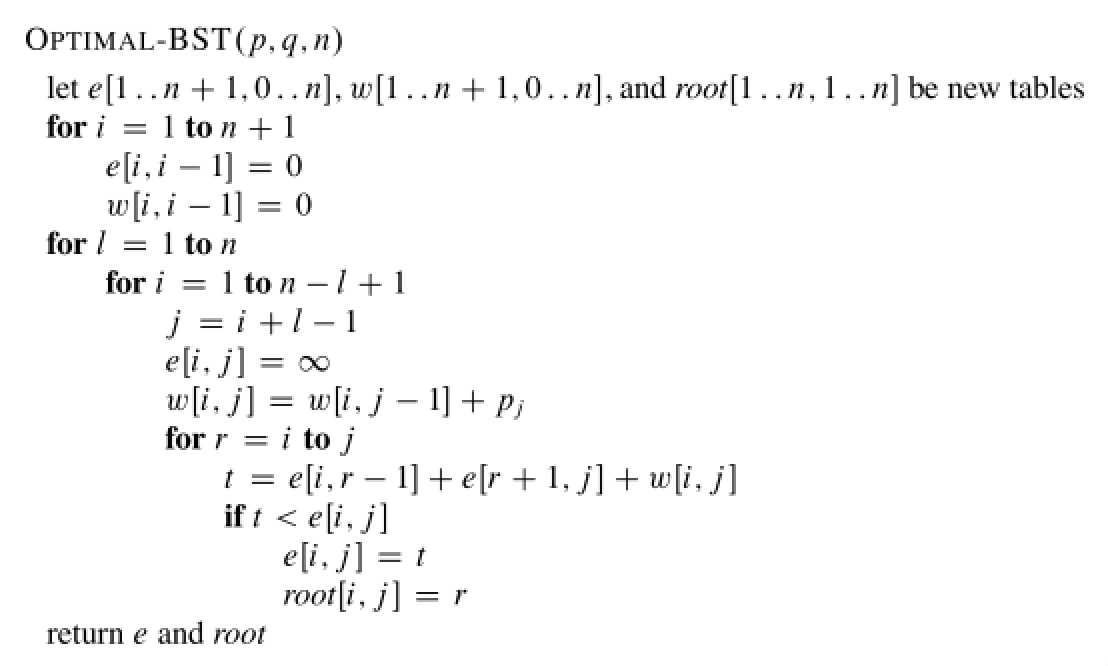 OPTIMAL-BST(p, q, n)
let e[1 . . n + 1, 0 . . n], w[1 . . n + 1, 0 . . n], and root[1 . . n, 1 . . n] be new tables
for i = 1 to n + 1
e[i, i − 1] = 0
w[i, i − 1] = 0
for l = 1 to n
for i = 1 to n − l + 1
j = i + l − 1
e[i, j] = ∞
w[i, j] = w[i, j − 1] + pj
for r = i to j
t = e[i, r − 1] + e[r + 1, j] + w[i, j]
if t < e[i, j]
e[i, j] = t
root[i, j] = r
return e and root